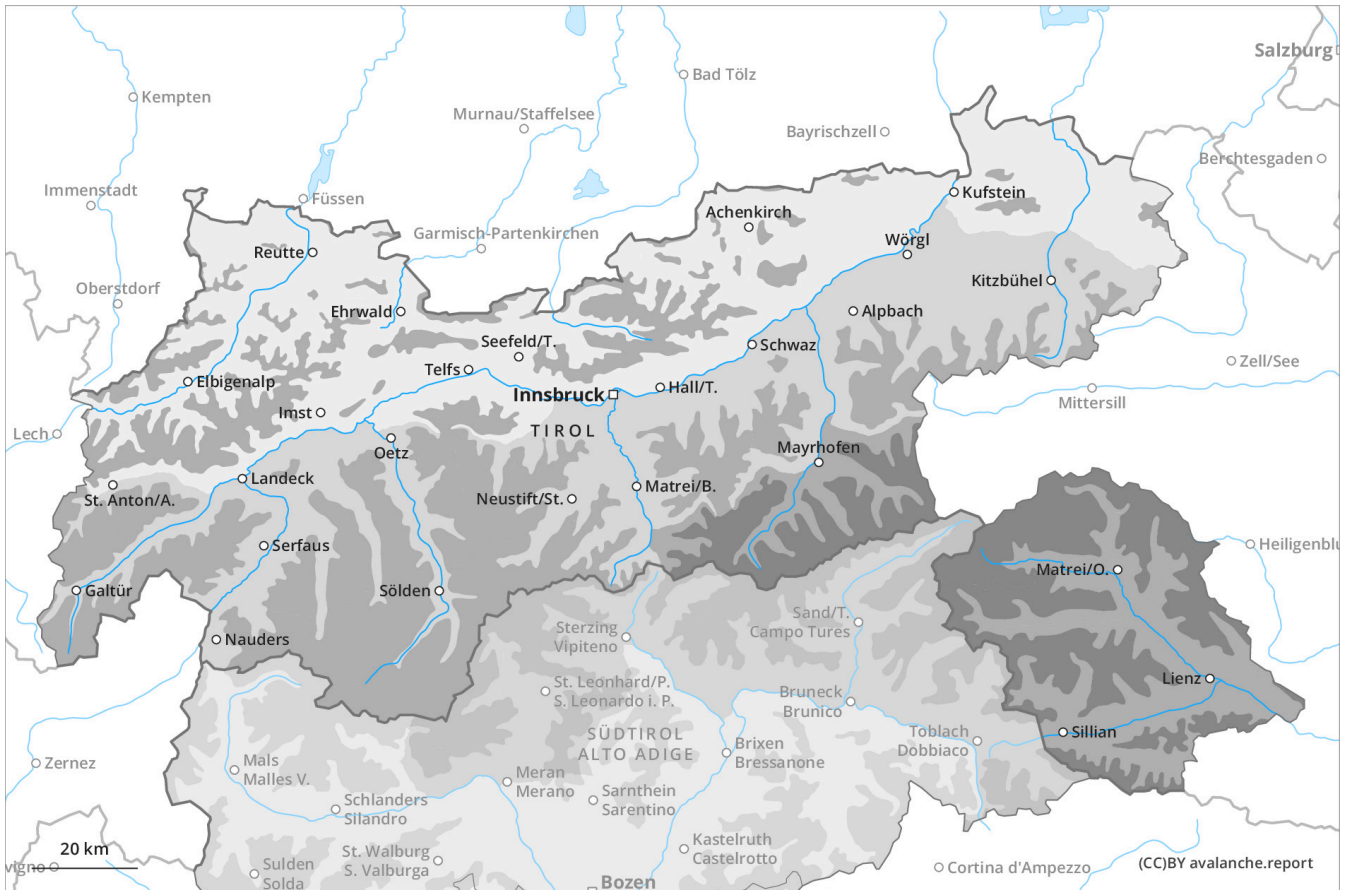 Salzburg
Bad Tölz
Kempten
Murnau/Staffelsee
Bayrischzell
Berchtesgaden
Immenstadt
Füssen
Kufstein
Achenkirch
Garmisch-Partenkirchen
Wörgl
Reutte
Kitzbühel
Oberstdorf
Ehrwald
Alpbach
Seefeld/T.
Schwaz
Zell/See
Telfs
Elbigenalp
Hall/T.
Innsbruck
Mittersill
Imst
TIROL
Lech
Oetz
Mayrhofen
Landeck
Matrei/B.
St. Anton/A.
Neustift/St.
Serfaus
Heiligenblu
Matrei/O.
Galtür
Sölden
Sand/T.
Campo Tures
Sterzing
Vipiteno
Nauders
Lienz
St. Leonhard/P.
S. Leonardo i. P.
Bruneck
Brunico
Sillian
SÜDTIROL
ALTO ADIGE
Toblach
Dobbiaco
Brixen
Bressanone
Zernez
Mals
Malles V.
Meran
Merano
Schlanders
Silandro
Sarnthein
Sarentino
Kastelruth
Castelrotto
20 km
St. Walburg
S. Valburga
vigno
Sulden
Solda
Cortina d'Ampezzo
(CC)BY avalanche.report
Bozen